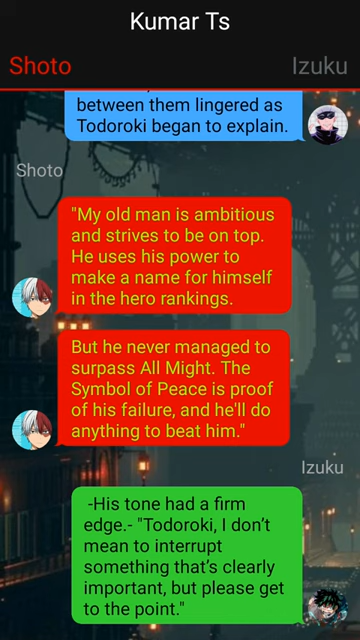 Kumar Ts
Shoto
Izuku
between them lingered as
Todoroki began to explain.
Shoto
"My old man is ambitious
and strives to be on top.
He uses his power to
make a name for himself
in the hero rankings.
But he never managed to
surpass All Might. The
Symbol of Peace is proof
of his failure, and he'll do
anything to beat him."
Izuku
-His tone had a firm
edge.- "Todoroki, I don’t
mean to interrupt
something that’s clearly
important, but please get
to the point."